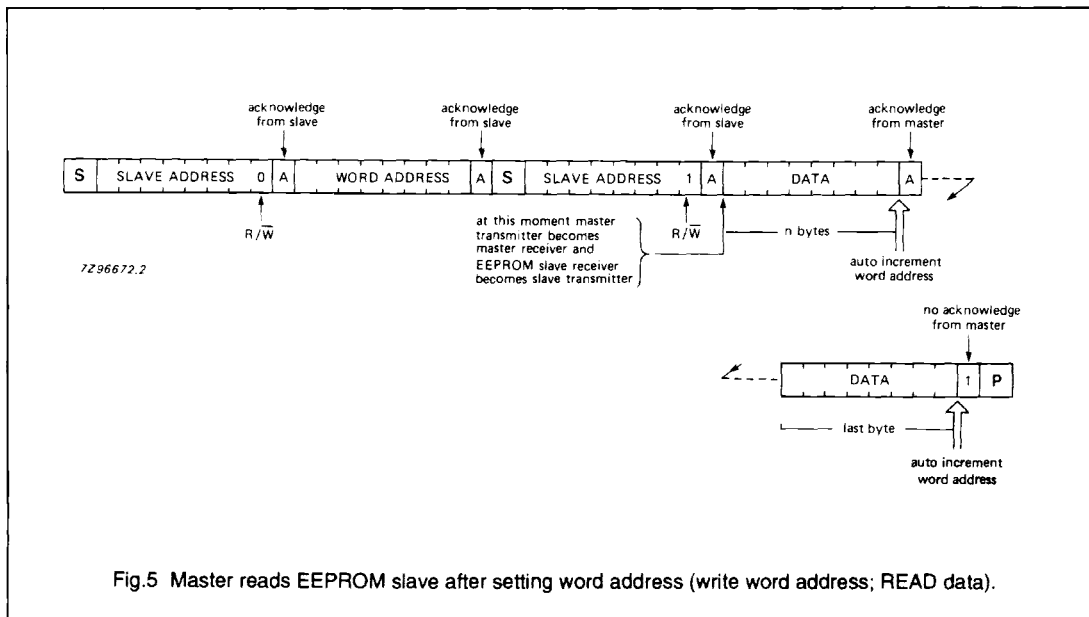 acknowledge from slave
acknowledge from slave
acknowledge from slave
acknowledge from master
S SLAVE ADDRESS 0 A WORD ADDRESS A S SLAVE ADDRESS 1 A DATA A
R/W̅
R/W̅
at this moment master
transmitter becomes
master receiver and
EEPROM slave receiver
becomes slave transmitter
n bytes
auto increment
word address
7Z96672.2
no acknowledge
from master
DATA 1 P
last byte
auto increment
word address
Fig.5 Master reads EEPROM slave after setting word address (write word address; READ data).